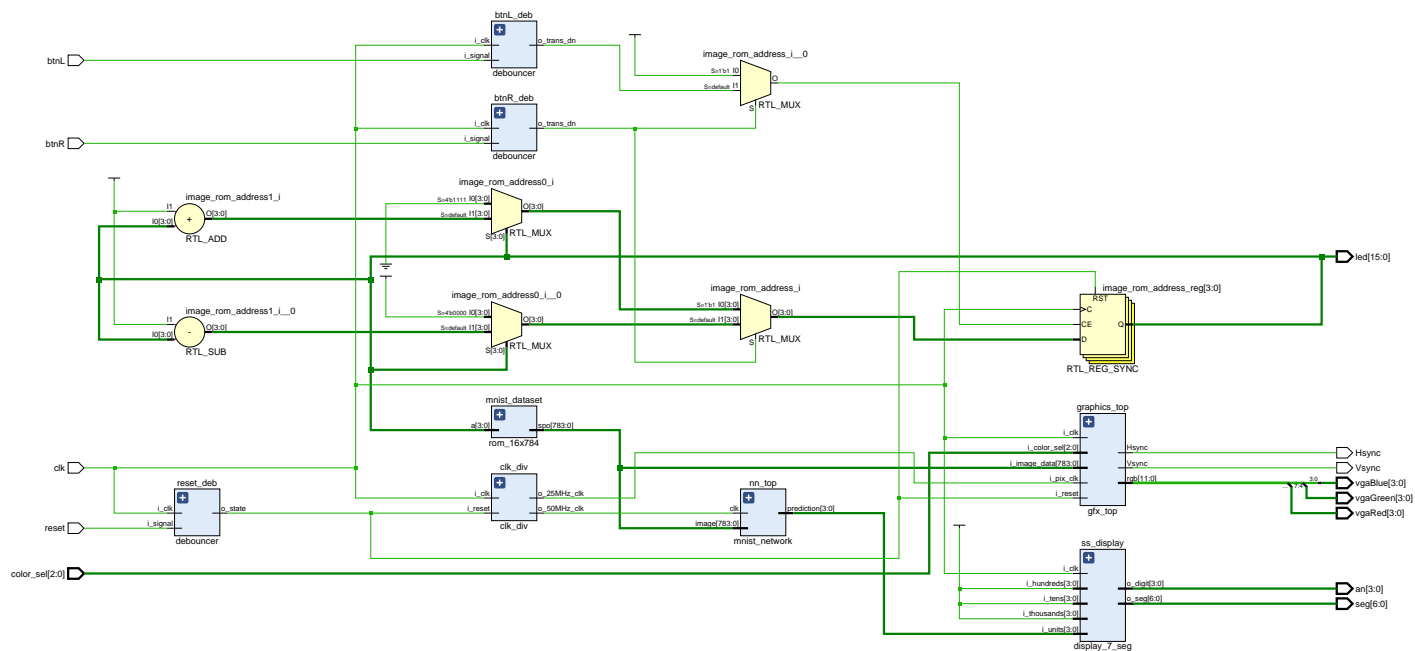 btnL_deb
i_clk
o_trans_dn
i_signal
debouncer
btnL
image_rom_address_i__0
S=1'b1 I0
S=default I1
O
S
RTL_MUX
btnR_deb
i_clk
o_trans_dn
i_signal
debouncer
btnR
image_rom_address1_i
I1
I0[3:0]
+
O[3:0]
RTL_ADD
image_rom_address0_i
S=4'b1111 I0[3:0]
S=default I1[3:0]
O[3:0]
S[3:0]
RTL_MUX
led[15:0]
image_rom_address1_i__0
I1
I0[3:0]
-
O[3:0]
RTL_SUB
image_rom_address0_i__0
S=4'b0000 I0[3:0]
S=default I1[3:0]
O[3:0]
S[3:0]
RTL_MUX
image_rom_address_i
S=1'b1 I0[3:0]
S=default I1[3:0]
O[3:0]
S
RTL_MUX
image_rom_address_reg[3:0]
RST
C
CE
Q
D
RTL_REG_SYNC
mnist_dataset
a[3:0]
spo[783:0]
rom_16x784
graphics_top
i_clk
i_color_sel[2:0]
Hsync
i_image_data[783:0]
Vsync
i_pix_clk
rgb[11:0]
i_reset
gfx_top
3:0
... 7:4
Hsync
Vsync
vgaBlue[3:0]
vgaGreen[3:0]
vgaRed[3:0]
clk
reset_deb
i_clk
o_state
i_signal
debouncer
reset
clk_div
i_clk
o_25MHz_clk
i_reset
o_50MHz_clk
clk_div
nn_top
clk
prediction[3:0]
image[783:0]
mnist_network
color_sel[2:0]
ss_display
i_clk
i_hundreds[3:0]
o_digit[3:0]
i_tens[3:0]
o_seg[6:0]
i_thousands[3:0]
i_units[3:0]
display_7_seg
an[3:0]
seg[6:0]